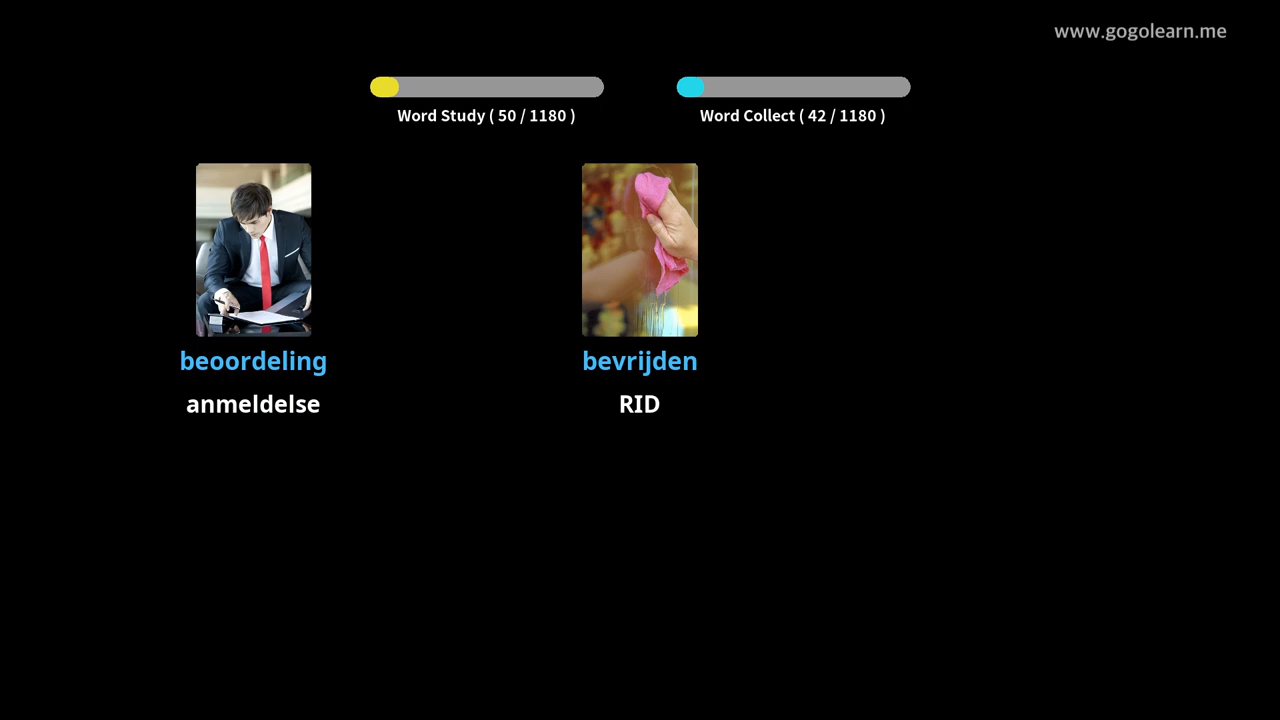 www.gogolearn.me
Word Study ( 50 / 1180 )
Word Collect ( 42 / 1180 )
beoordeling
anmeldelse
bevrijden
RID